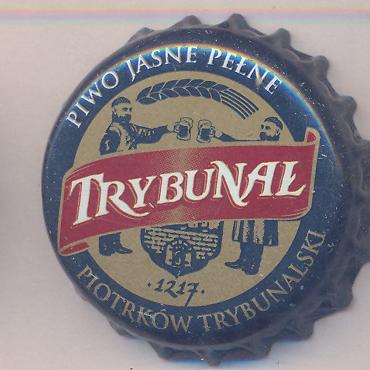 PIWO JASNE PEŁNE
TRYBUNAŁ
· 1217 ·
PIOTRKÓW TRYBUNALSKI